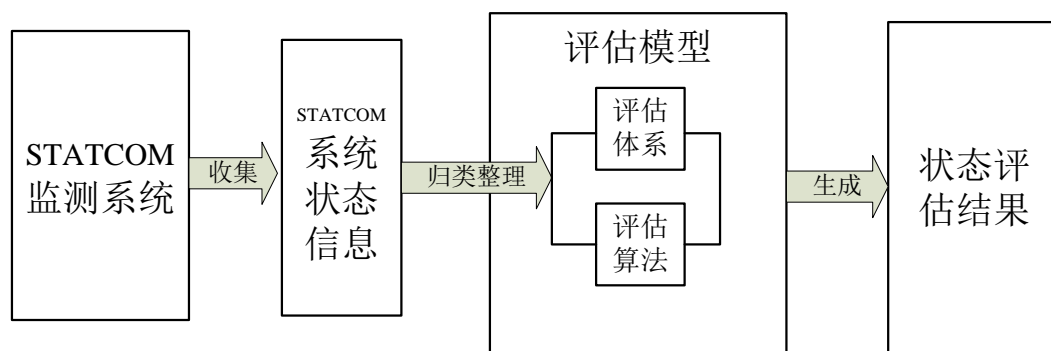 STATCOM
监测系统
收集
STATCOM
系统
状态
信息
归类整理
评估模型
评估
体系
评估
算法
生成
状态评
估结果